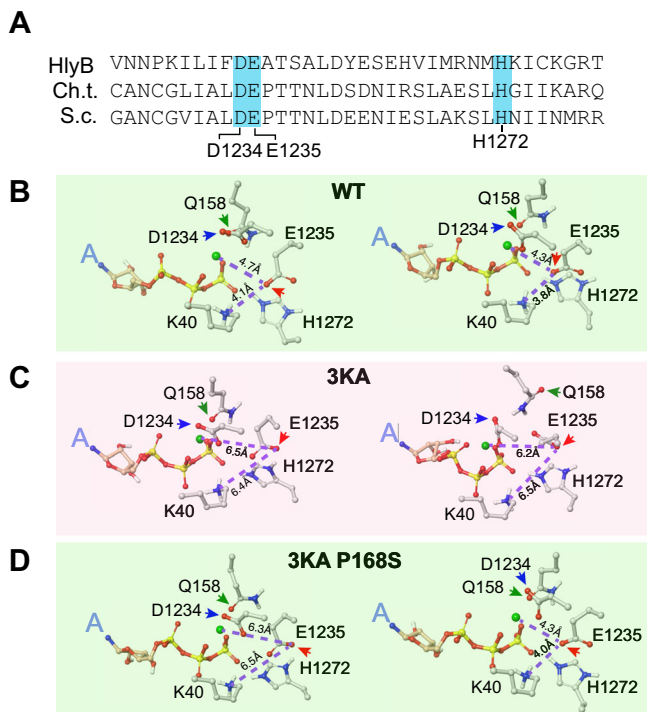 A
HlyB VNNPKILIFDEATSALDYESEHVIMRNMHKICKGRT
Ch.t. CANCGLIALDEPTTNLDSDNIRSLAESLHGIIKARQ
S.c. GANCGVIALDEPTTNLDEENIESLAKSLHNIINMRR
D1234 E1235 H1272
B WT
Q158 Q158
D1234 E1235 D1234 E1235
A A
4.7Å 4.3Å
4.1Å 3.8Å
K40 H1272 K40 H1272
C 3KA
Q158 Q158
D1234 E1235 D1234 E1235
A A
6.5Å 6.2Å
6.4Å 6.5Å
K40 H1272 K40 H1272
D 3KA P168S
Q158 D1234
D1234 E1235 Q158 E1235
A A
6.3Å 4.3Å
6.5Å 4.0Å
K40 H1272 K40 H1272